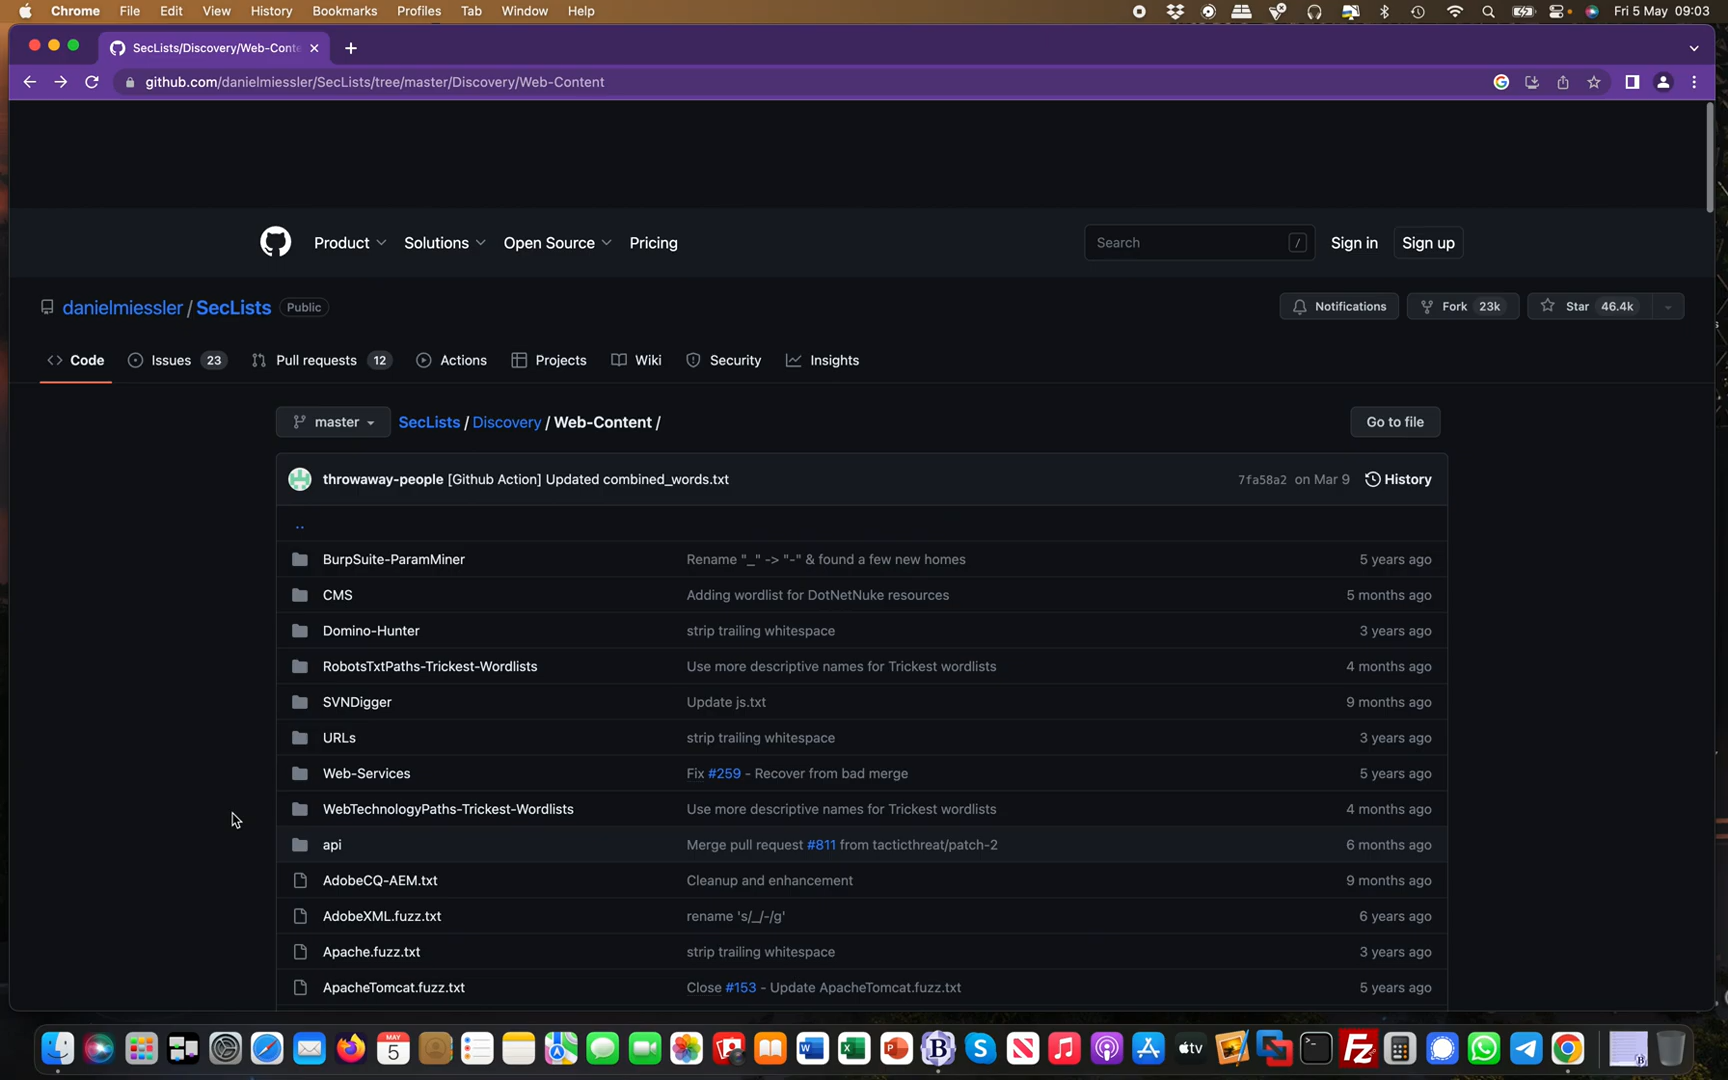 Chrome File Edit View History Bookmarks Profiles Tab Window Help Fri 5 May 09:03
SecLists/Discovery/Web-Conte
github.com/danielmiessler/SecLists/tree/master/Discovery/Web-Content
Product Solutions Open Source Pricing Search / Sign in Sign up
danielmiessler / SecLists Public Notifications Fork 23k Star 46.4k
Code Issues 23 Pull requests 12 Actions Projects Wiki Security Insights
master SecLists / Discovery / Web-Content / Go to file
throwaway-people [Github Action] Updated combined_words.txt 7fa58a2 on Mar 9 History
..
BurpSuite-ParamMiner Rename "_" -> "-" & found a few new homes 5 years ago
CMS Adding wordlist for DotNetNuke resources 5 months ago
Domino-Hunter strip trailing whitespace 3 years ago
RobotsTxtPaths-Trickest-Wordlists Use more descriptive names for Trickest wordlists 4 months ago
SVNDigger Update js.txt 9 months ago
URLs strip trailing whitespace 3 years ago
Web-Services Fix #259 - Recover from bad merge 5 years ago
WebTechnologyPaths-Trickest-Wordlists Use more descriptive names for Trickest wordlists 4 months ago
api Merge pull request #811 from tacticthreat/patch-2 6 months ago
AdobeCQ-AEM.txt Cleanup and enhancement 9 months ago
AdobeXML.fuzz.txt rename 's/_/-/g' 6 years ago
Apache.fuzz.txt strip trailing whitespace 3 years ago
ApacheTomcat.fuzz.txt Close #153 - Update ApacheTomcat.fuzz.txt 5 years ago
MAY
5
tv